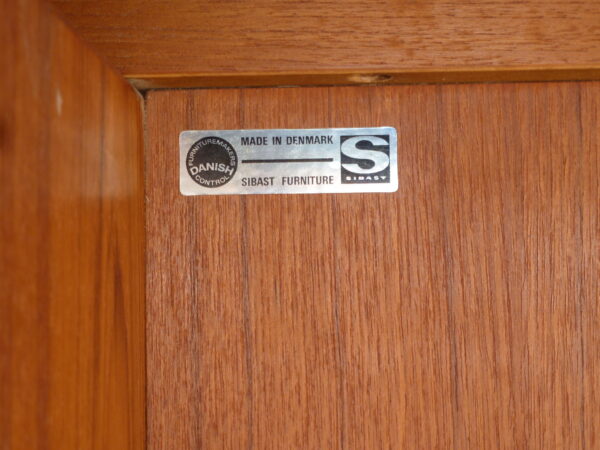 FURNITUREMAKERS
DANISH
CONTROL
MADE IN DENMARK
SIBAST FURNITURE
S
SIBAST